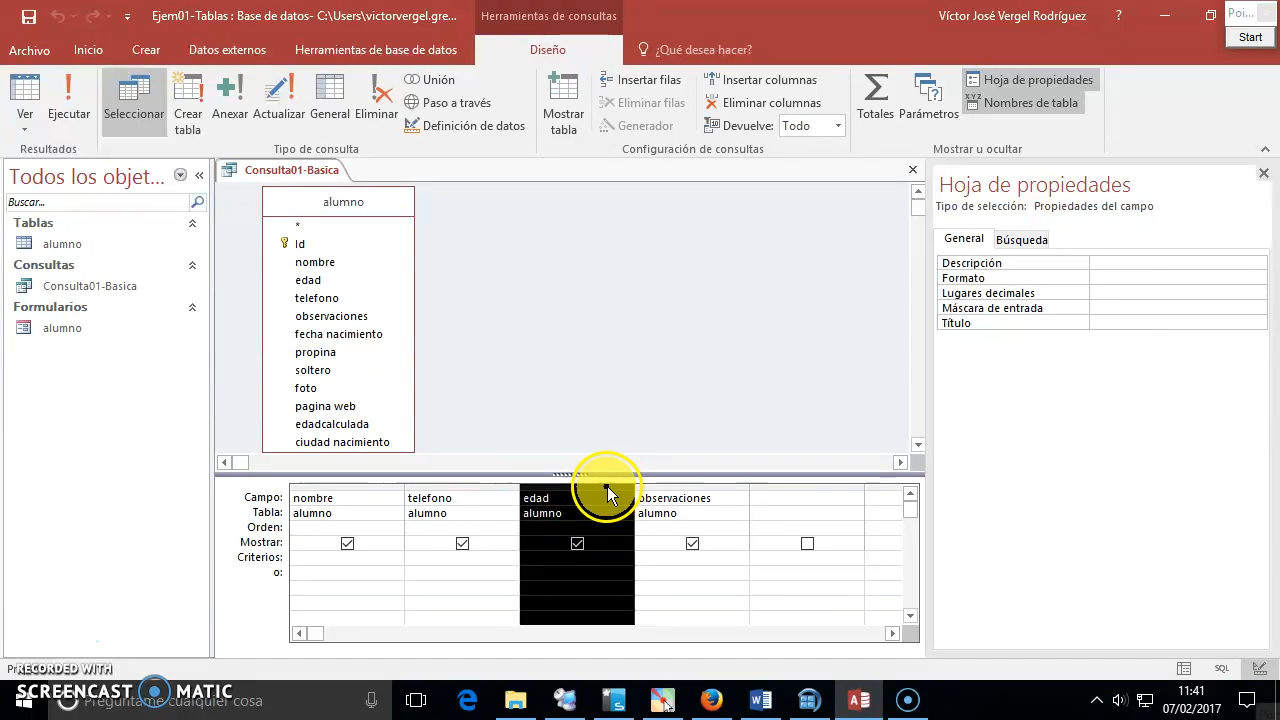 Ejem01-Tablas : Base de datos- C:\Users\victorvergel.gre...
Herramientas de consultas
Víctor José Vergel Rodríguez
?
Poi...
Start
Archivo
Inicio
Crear
Datos externos
Herramientas de base de datos
Diseño
¿Qué desea hacer?
Ver
Ejecutar
Seleccionar
Crear tabla
Anexar
Actualizar
General
Eliminar
Unión
Paso a través
Definición de datos
Mostrar tabla
Insertar filas
Eliminar filas
Generador
Insertar columnas
Eliminar columnas
Devuelve: Todo
Totales
Parámetros
Hoja de propiedades
XYZ Nombres de tabla
Resultados
Tipo de consulta
Configuración de consultas
Mostrar u ocultar
Todos los objet...
Buscar...
Tablas
alumno
Consultas
Consulta01-Basica
Formularios
alumno
Consulta01-Basica
alumno
*
Id
nombre
edad
telefono
observaciones
fecha nacimiento
propina
soltero
foto
pagina web
edadcalculada
ciudad nacimiento
Campo: nombre telefono edad observaciones
Tabla: alumno alumno alumno alumno
Orden:
Mostrar:
Criterios:
o:
Hoja de propiedades
Tipo de selección: Propiedades del campo
General
Búsqueda
Descripción
Formato
Lugares decimales
Máscara de entrada
Título
SQL
RECORDED WITH
SCREENCAST MATIC
Pregúntame cualquier cosa
11:41
07/02/2017